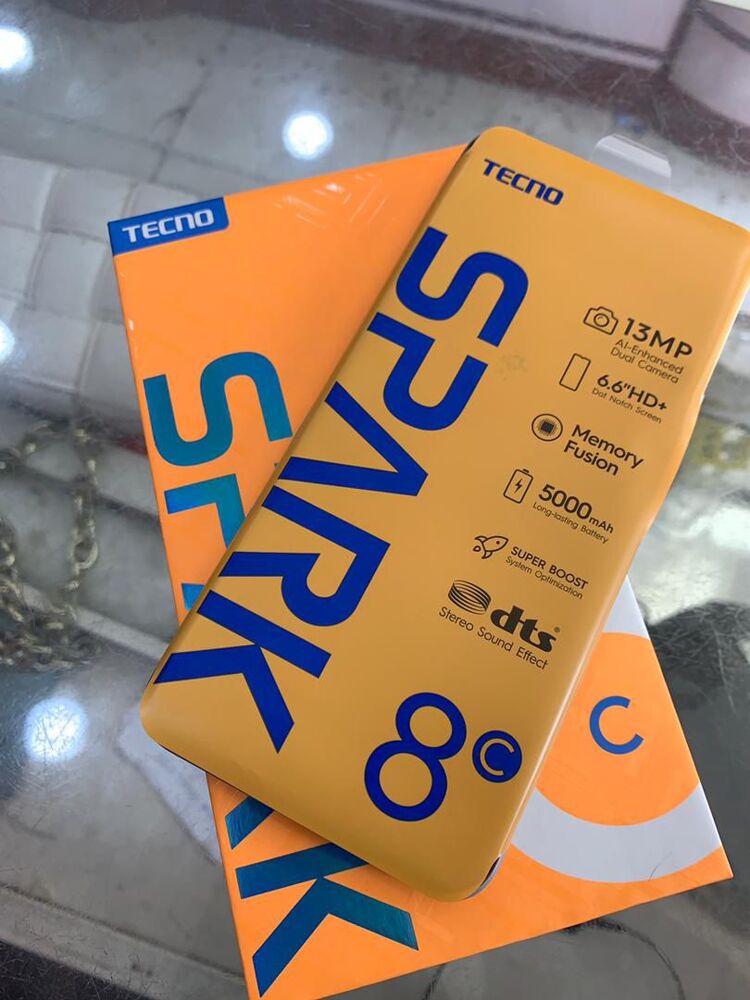 TECNO
SPARK
8C
13MP
AI-Enhanced
Dual Camera
6.6"HD+
Dot Notch Screen
Memory
Fusion
5000mAh
Long-lasting Battery
SUPER BOOST
System Optimization
dts®
Stereo Sound Effect
TECNO
SPARK
C